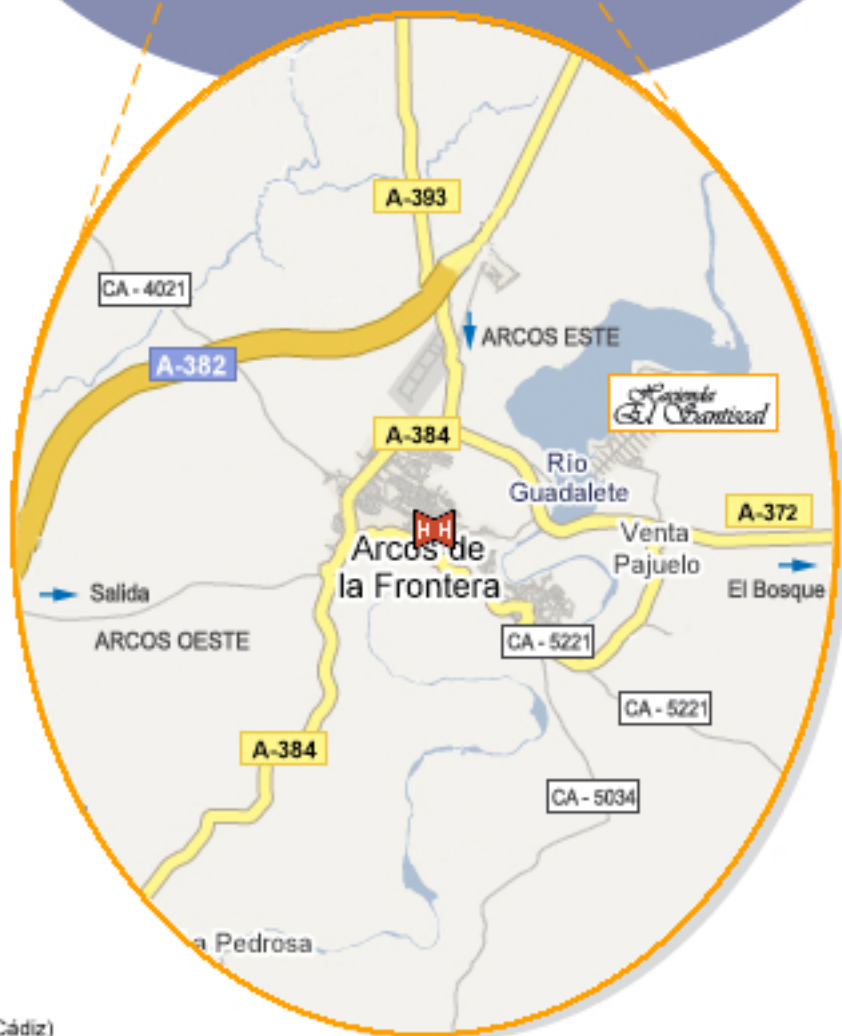 A-393
CA - 4021
ARCOS ESTE
A-382
Hacienda
El Santiscal
A-384
Río
Guadalete
A-372
H H
Venta
Pajuelo
Arcos de
la Frontera
El Bosque
Salida
ARCOS OESTE
CA - 5221
CA - 5221
A-384
CA - 5034
a Pedrosa
Cádiz)